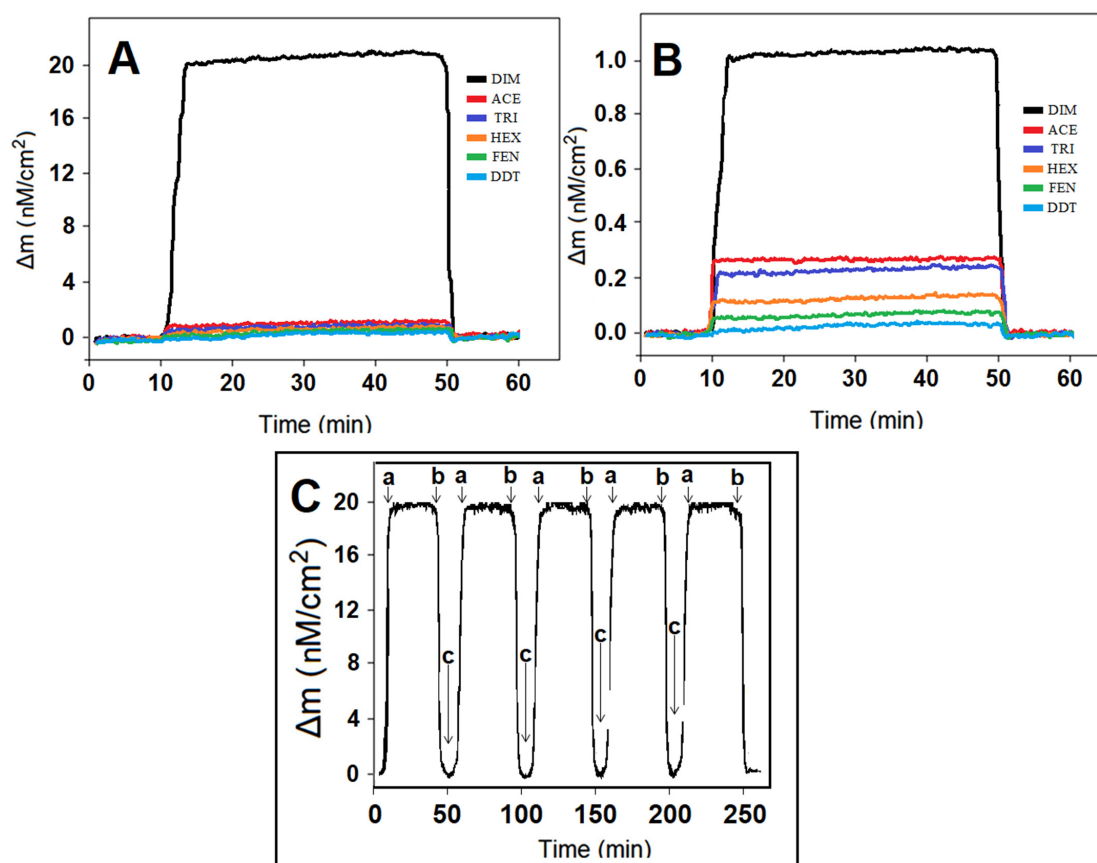 A
Δm ( nM/cm²)
20
16
12
8
4
0
DIM
ACE
TRI
HEX
FEN
DDT
0 10 20 30 40 50 60
Time (min)
B
Δm ( nM/cm²)
1.0
0.8
0.6
0.4
0.2
0.0
DIM
ACE
TRI
HEX
FEN
DDT
0 10 20 30 40 50 60
Time (min)
C
a b a b a b a b a b
Δm ( nM/cm²)
20
16
12
8
4
0
c c c c
0 50 100 150 200 250
Time (min)